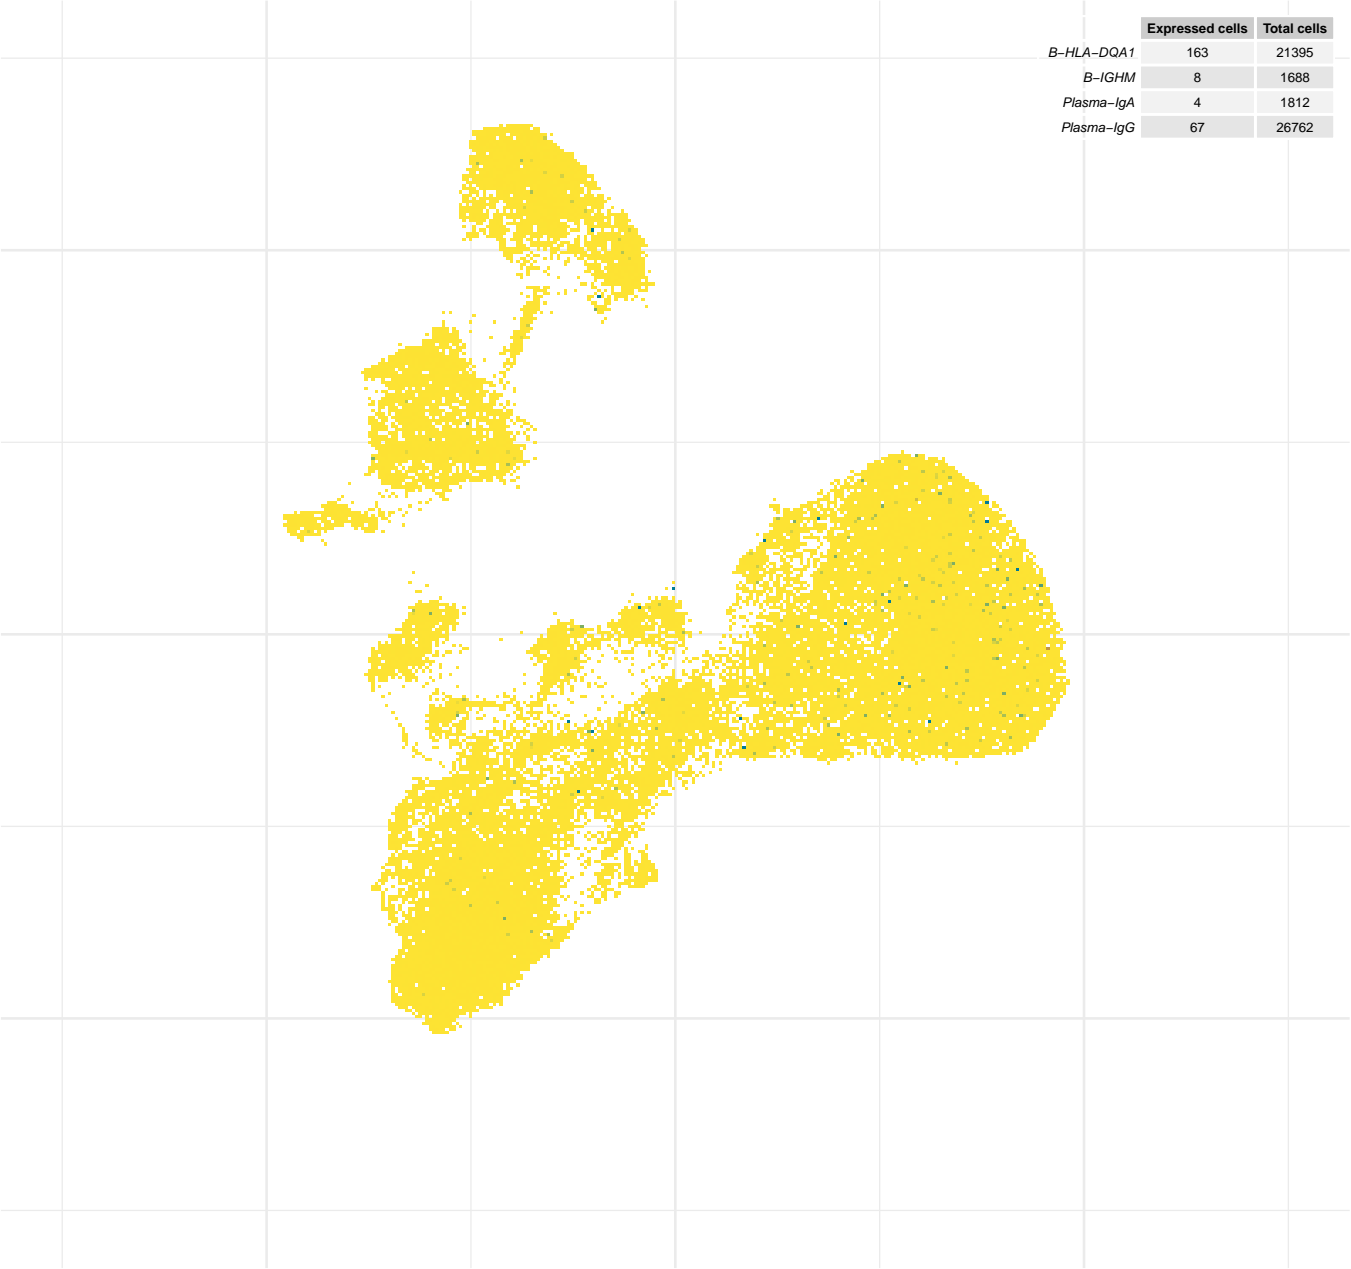 Expressed cells Total cells
B−HLA−DQA1 163 21395
B−IGHM 8 1688
Plasma−IgA 4 1812
Plasma−IgG 67 26762